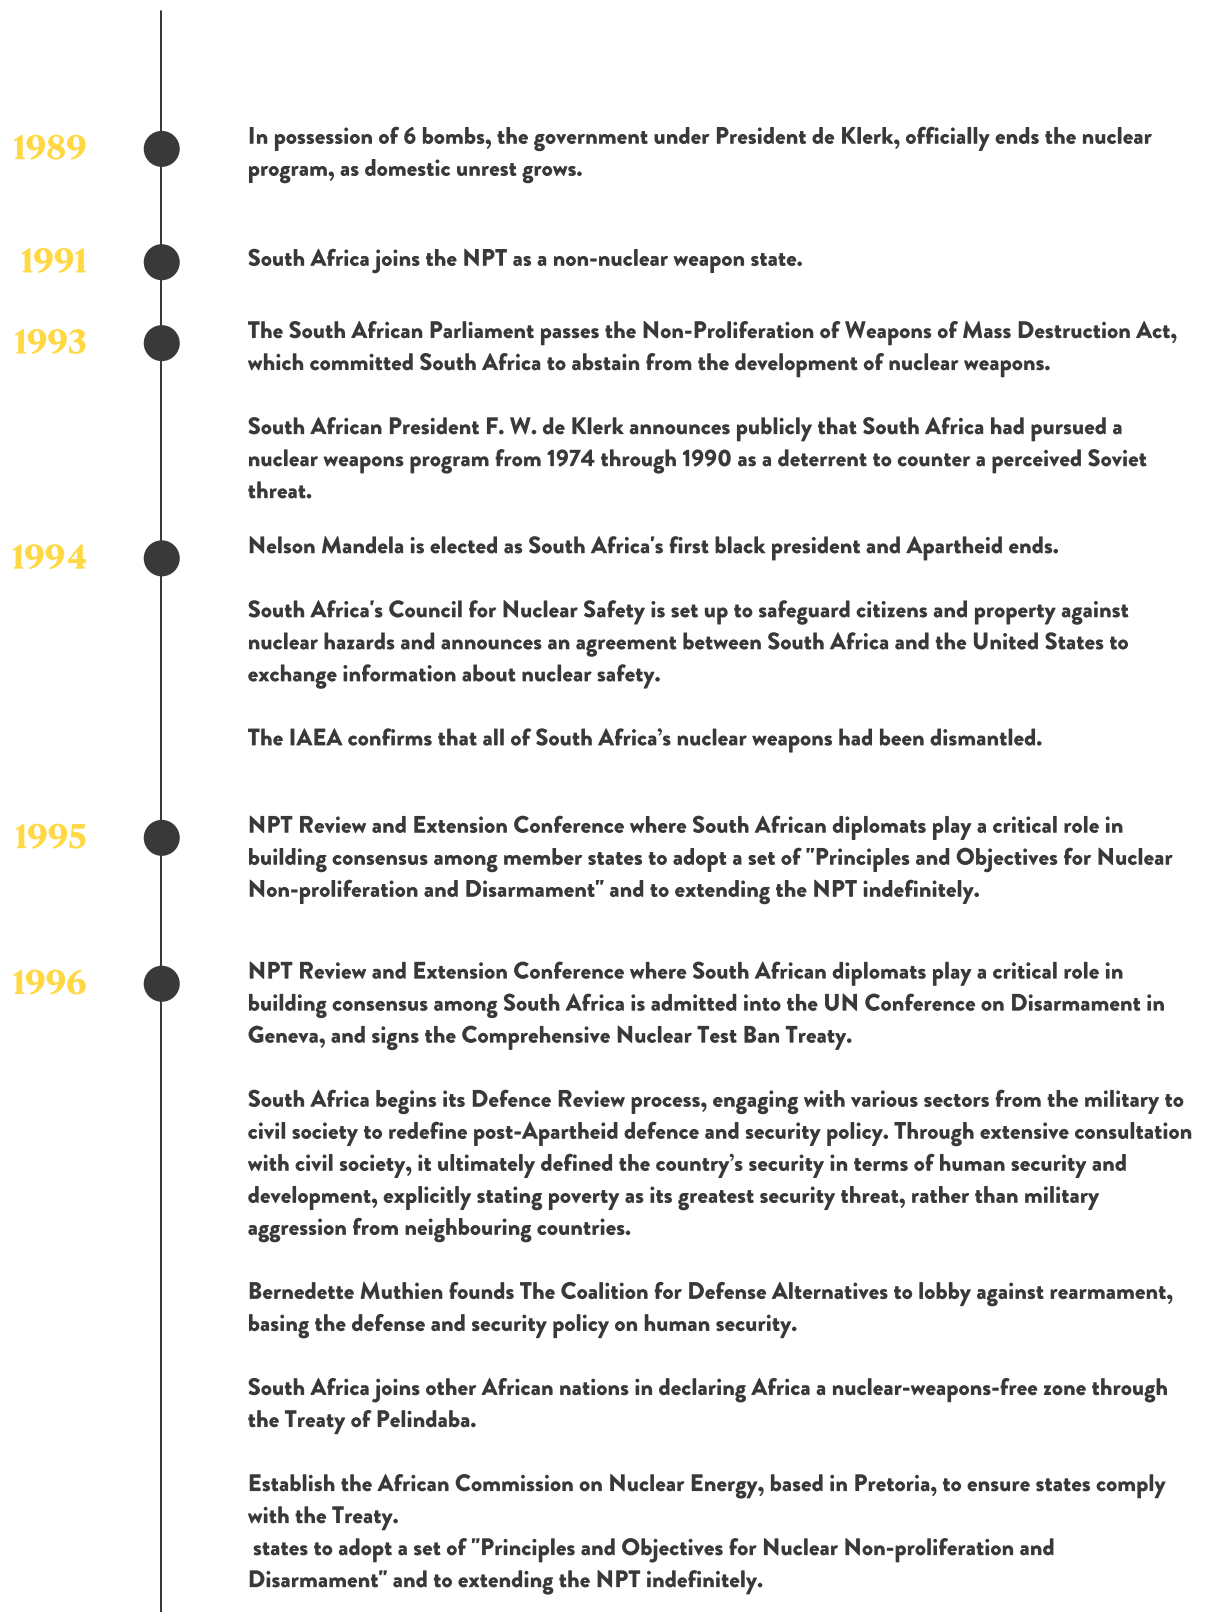 1989
In possession of 6 bombs, the government under President de Klerk, officially ends the nuclear
program, as domestic unrest grows.
1991
South Africa joins the NPT as a non-nuclear weapon state.
1993
The South African Parliament passes the Non-Proliferation of Weapons of Mass Destruction Act,
which committed South Africa to abstain from the development of nuclear weapons.
South African President F. W. de Klerk announces publicly that South Africa had pursued a
nuclear weapons program from 1974 through 1990 as a deterrent to counter a perceived Soviet
threat.
1994
Nelson Mandela is elected as South Africa's first black president and Apartheid ends.
South Africa's Council for Nuclear Safety is set up to safeguard citizens and property against
nuclear hazards and announces an agreement between South Africa and the United States to
exchange information about nuclear safety.
The IAEA confirms that all of South Africa’s nuclear weapons had been dismantled.
1995
NPT Review and Extension Conference where South African diplomats play a critical role in
building consensus among member states to adopt a set of "Principles and Objectives for Nuclear
Non-proliferation and Disarmament" and to extending the NPT indefinitely.
1996
NPT Review and Extension Conference where South African diplomats play a critical role in
building consensus among South Africa is admitted into the UN Conference on Disarmament in
Geneva, and signs the Comprehensive Nuclear Test Ban Treaty.
South Africa begins its Defence Review process, engaging with various sectors from the military to
civil society to redefine post-Apartheid defence and security policy. Through extensive consultation
with civil society, it ultimately defined the country’s security in terms of human security and
development, explicitly stating poverty as its greatest security threat, rather than military
aggression from neighbouring countries.
Bernedette Muthien founds The Coalition for Defense Alternatives to lobby against rearmament,
basing the defense and security policy on human security.
South Africa joins other African nations in declaring Africa a nuclear-weapons-free zone through
the Treaty of Pelindaba.
Establish the African Commission on Nuclear Energy, based in Pretoria, to ensure states comply
with the Treaty.
states to adopt a set of "Principles and Objectives for Nuclear Non-proliferation and
Disarmament" and to extending the NPT indefinitely.